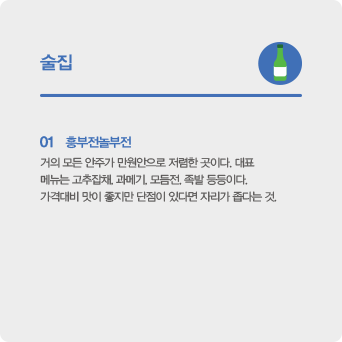 술집
01 흥부전놀부전
거의 모든 안주가 만원안으로 저렴한 곳이다. 대표
메뉴는 고추잡채, 과메기, 모듬전, 족발 등등이다.
가격대비 맛이 좋지만 단점이 있다면 자리가 좁다는 것.